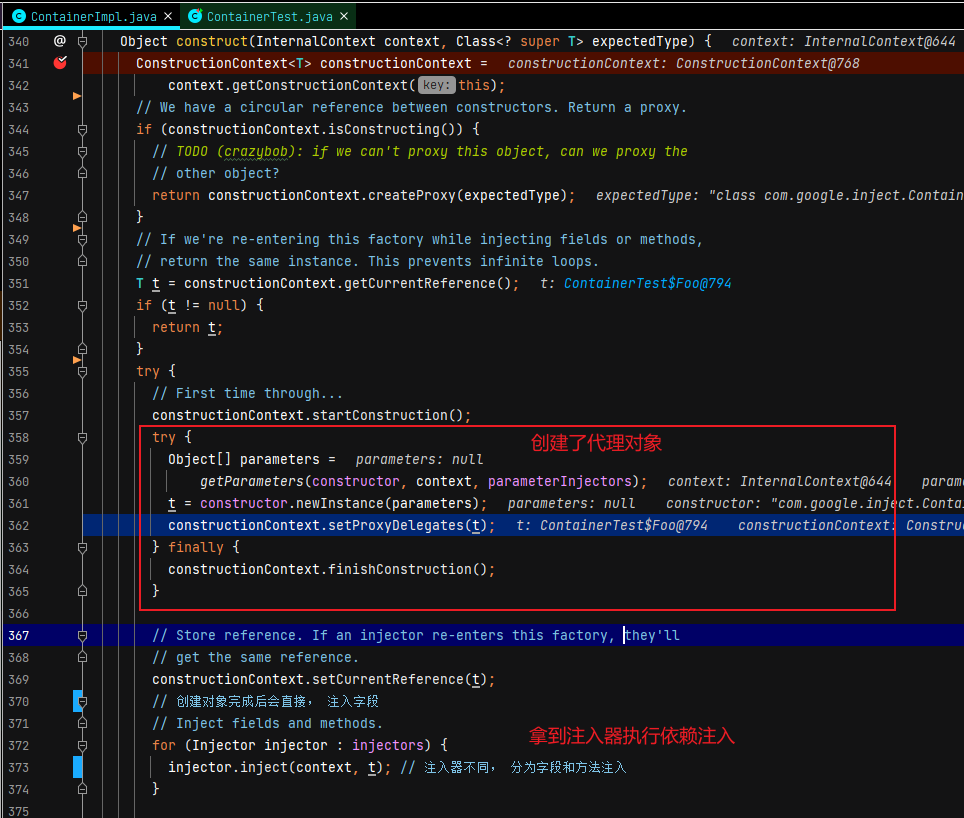 ContainerImpl.java × ContainerTest.java ×
340 @ Object construct(InternalContext context, Class<? super T> expectedType) { context: InternalContext@644
341 ConstructionContext<T> constructionContext = constructionContext: ConstructionContext@768
342 context.getConstructionContext( key: this);
343 // We have a circular reference between constructors. Return a proxy.
344 if (constructionContext.isConstructing()) {
345 // TODO (crazybob): if we can't proxy this object, can we proxy the
346 // other object?
347 return constructionContext.createProxy(expectedType); expectedType: "class com.google.inject.Contain
348 }
349 // If we're re-entering this factory while injecting fields or methods,
350 // return the same instance. This prevents infinite loops.
351 T t = constructionContext.getCurrentReference(); t: ContainerTest$Foo@794
352 if (t != null) {
353 return t;
354 }
355 try {
356 // First time through...
357 constructionContext.startConstruction();
358 try { 创建了代理对象
359 Object[] parameters = parameters: null
360 getParameters(constructor, context, parameterInjectors); context: InternalContext@644 param
361 t = constructor.newInstance(parameters); parameters: null constructor: "com.google.inject.Contai
362 constructionContext.setProxyDelegates(t); t: ContainerTest$Foo@794 constructionContext: Constru
363 } finally {
364 constructionContext.finishConstruction();
365 }
366
367 // Store reference. If an injector re-enters this factory, they'll
368 // get the same reference.
369 constructionContext.setCurrentReference(t);
370 // 创建对象完成后会直接， 注入字段
371 // Inject fields and methods.
372 for (Injector injector : injectors) { 拿到注入器执行依赖注入
373 injector.inject(context, t); // 注入器不同， 分为字段和方法注入
374 }
375